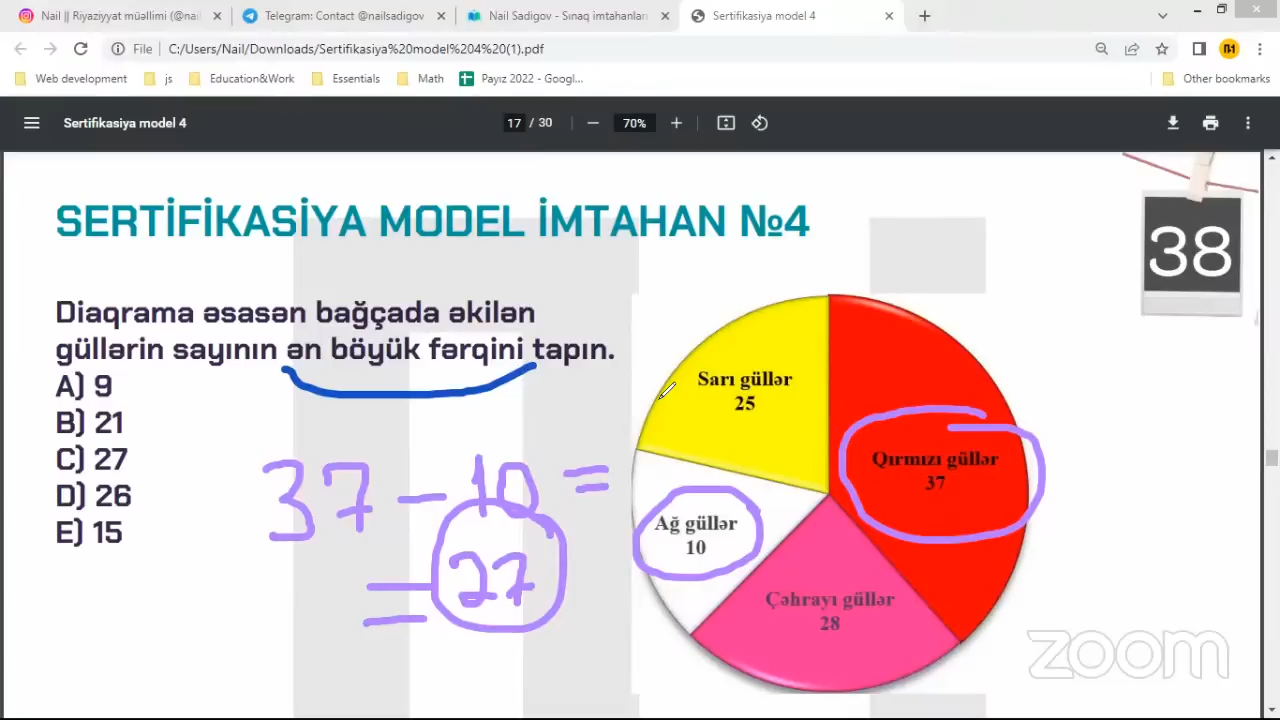 Nail || Riyaziyyat müəllimi (@nail
Telegram: Contact @nailsadigov
Nail Sadigov - Sınaq imtahanları
Sertifikasiya model 4
File
C:/Users/Nail/Downloads/Sertifikasiya%20model%204%20(1).pdf
Web development
js
Education&Work
Essentials
Math
Payız 2022 - Googl...
Other bookmarks
Sertifikasiya model 4
17 / 30
70%
SERTİFİKASİYA MODEL İMTAHAN №4
38
Diaqrama əsasən bağçada əkilən
güllərin sayının ən böyük fərqini tapın.
A) 9
B) 21
C) 27
D) 26
E) 15
37 - 10 =
= 27
Sarı güllər
25
Qırmızı güllər
37
Ağ güllər
10
Çəhrayı güllər
28
zoom